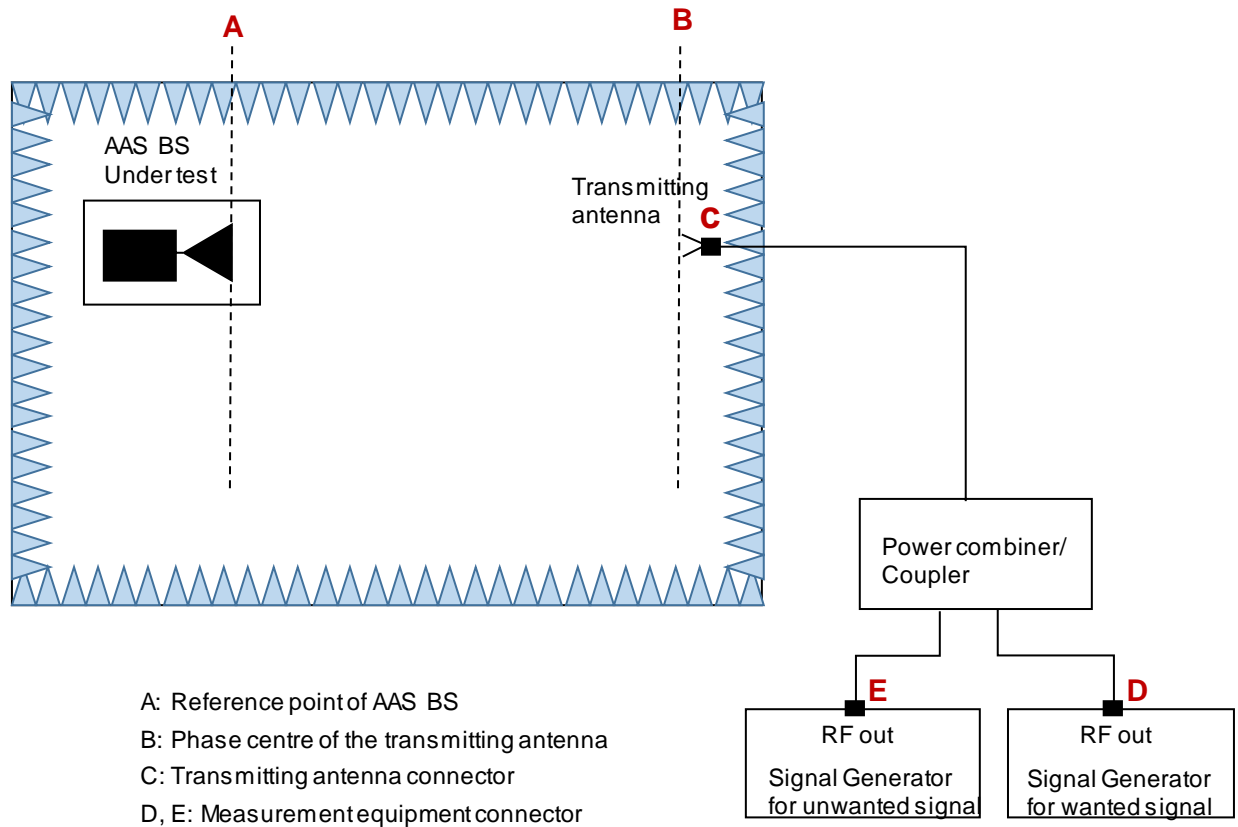 A
B
AAS BS
Under test
Transmitting
antenna
C
Power combiner/
Coupler
E
D
RF out
Signal Generator
for unwanted signal
RF out
Signal Generator
for wanted signal
A: Reference point of AAS BS
B: Phase centre of the transmitting antenna
C: Transmitting antenna connector
D, E: Measurement equipment connector